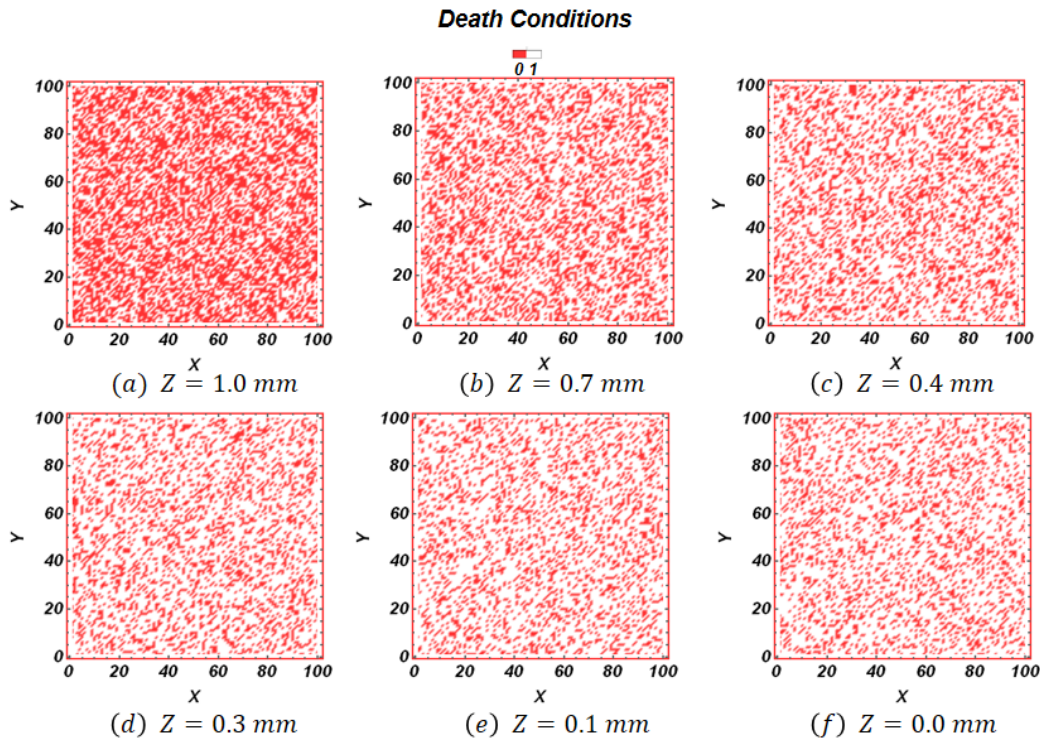 Death Conditions
0 1
100
80
60
40
20
0
Y
0 20 40 60 80 100
X
(a) Z = 1.0 mm
100
80
60
40
20
0
Y
0 20 40 60 80 100
X
(b) Z = 0.7 mm
100
80
60
40
20
0
Y
0 20 40 60 80 100
X
(c) Z = 0.4 mm
100
80
60
40
20
0
Y
0 20 40 60 80 100
X
(d) Z = 0.3 mm
100
80
60
40
20
0
Y
0 20 40 60 80 100
X
(e) Z = 0.1 mm
100
80
60
40
20
0
Y
0 20 40 60 80 100
X
(f) Z = 0.0 mm